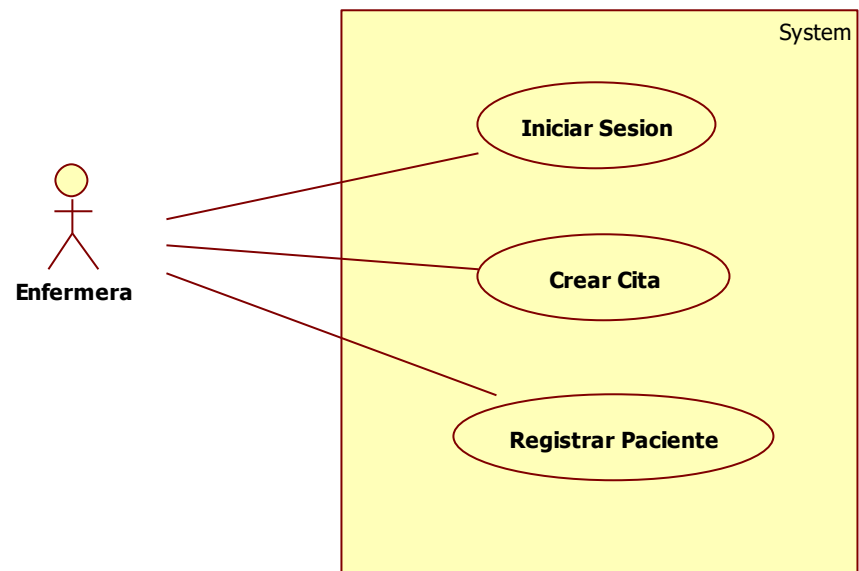 System
Iniciar Sesion
Crear Cita
Enfermera
Registrar Paciente